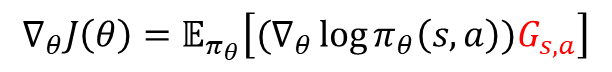 ∇_θ J(θ) = 𝔼_{π_θ}[(∇_θ log π_θ(s, a))G_{s,a}]